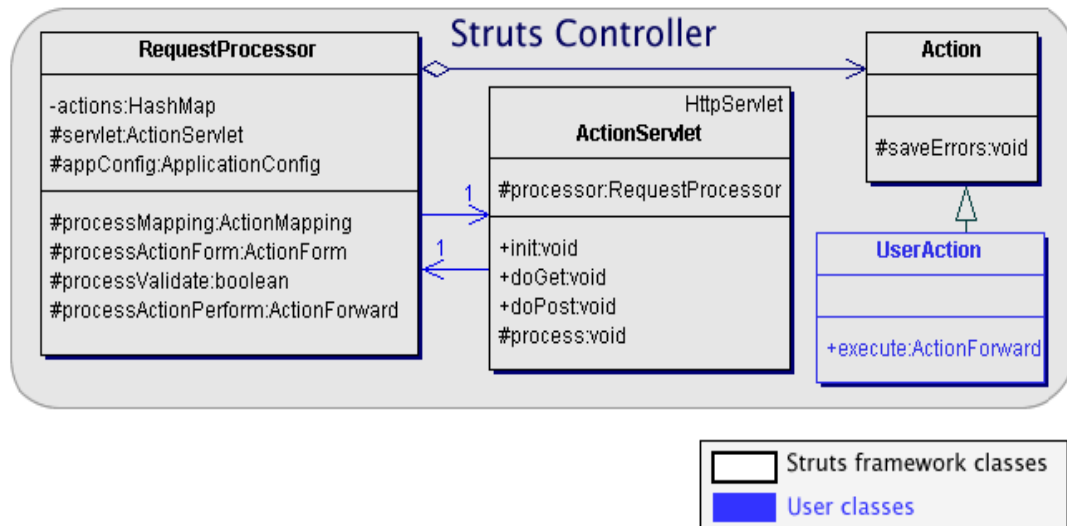 Struts Controller
RequestProcessor
-actions:HashMap
#servlet:ActionServlet
#appConfig:ApplicationConfig
#processMapping:ActionMapping
#processActionForm:ActionForm
#processValidate:boolean
#processActionPerform:ActionForward
1
1
HttpServlet
ActionServlet
#processor:RequestProcessor
+init:void
+doGet:void
+doPost:void
#process:void
Action
#saveErrors:void
UserAction
+execute:ActionForward
Struts framework classes
User classes